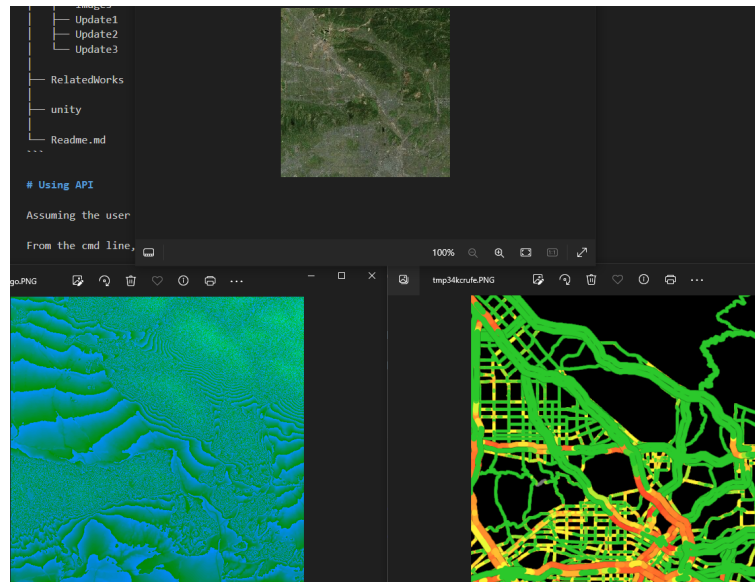 Images
├── Update1
├── Update2
└── Update3
├── RelatedWorks
├── unity
└── Readme.md
```
# Using API
Assuming the user
From the cmd line,
100%
go.PNG
tmp34kcrufe.PNG